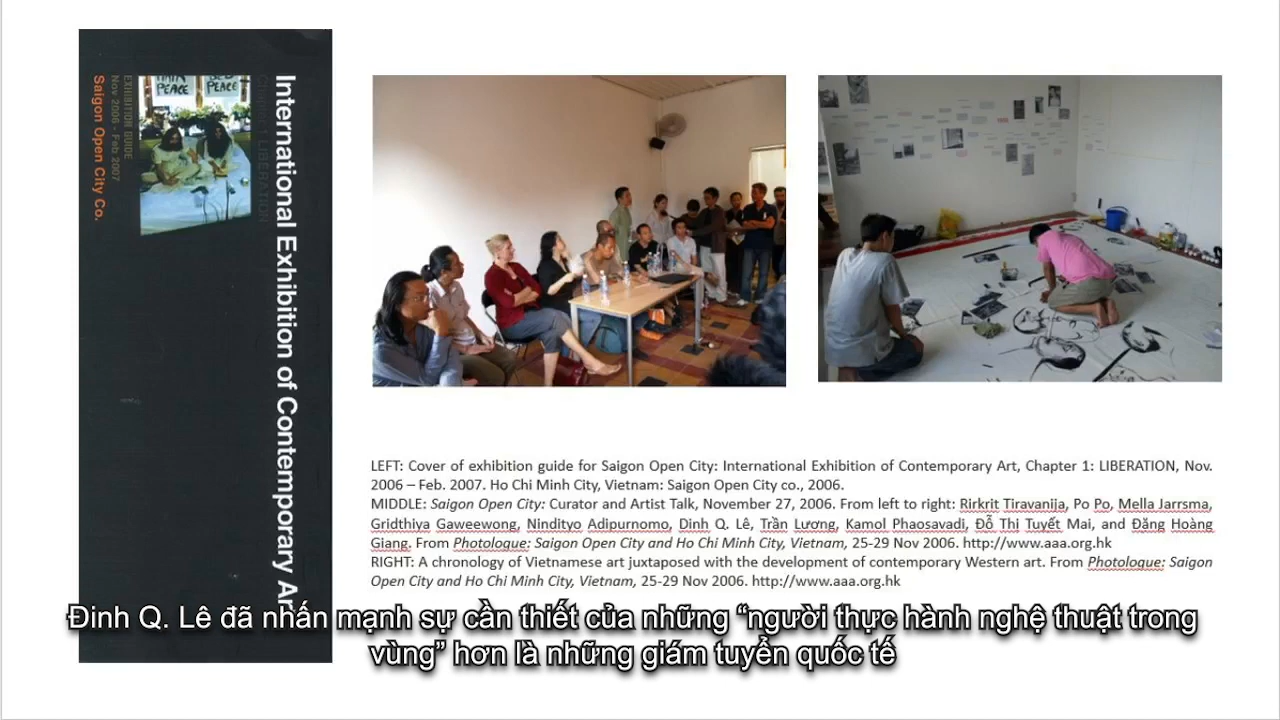 International Exhibition of Contemporary Art
Chapter 1 LIBERATION
PEACE
PEACE
EXHIBITION GUIDE
Nov 2006 - Feb 2007
Saigon Open City Co.
LEFT: Cover of exhibition guide for Saigon Open City: International Exhibition of Contemporary Art, Chapter 1: LIBERATION, Nov.
2006 – Feb. 2007. Ho Chi Minh City, Vietnam: Saigon Open City co., 2006.
MIDDLE: Saigon Open City: Curator and Artist Talk, November 27, 2006. From left to right: Rirkrit Tiravanija, Po Po, Mella Jarrsma,
Gridthiya Gaweewong, Nindityo Adipurnomo, Dinh Q. Lê, Trần Lương, Kamol Phaosavadi, Đỗ Thị Tuyết Mai, and Đặng Hoàng
Giang. From Photologue: Saigon Open City and Ho Chi Minh City, Vietnam, 25-29 Nov 2006. http://www.aaa.org.hk
RIGHT: A chronology of Vietnamese art juxtaposed with the development of contemporary Western art. From Photologue: Saigon
Open City and Ho Chi Minh City, Vietnam, 25-29 Nov 2006. http://www.aaa.org.hk
Đinh Q. Lê đã nhấn mạnh sự cần thiết của những “người thực hành nghệ thuật trong
vùng” hơn là những giám tuyển quốc tế